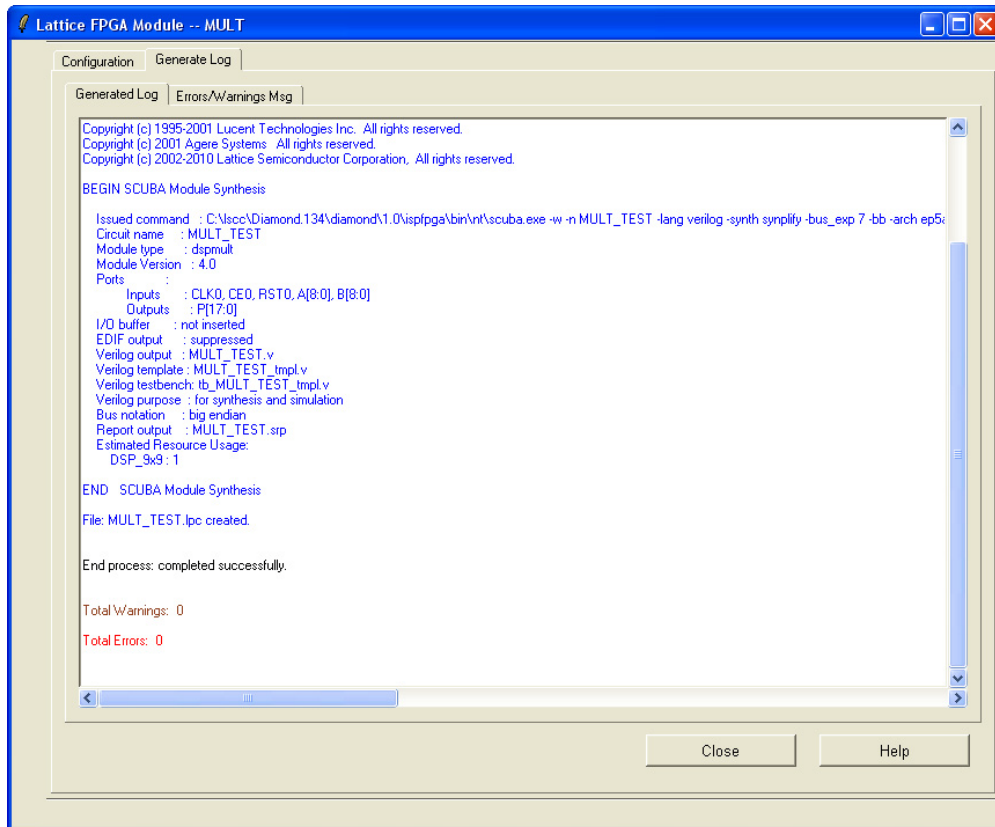 Lattice FPGA Module -- MULT
Configuration Generate Log
Generated Log Errors/Warnings Msg
Copyright (c) 1995-2001 Lucent Technologies Inc. All rights reserved.
Copyright (c) 2001 Agere Systems All rights reserved.
Copyright (c) 2002-2010 Lattice Semiconductor Corporation, All rights reserved.
BEGIN SCUBA Module Synthesis
Issued command : C:\lscc\Diamond.134\diamond\1.0\ispfpga\bin\nt\scuba.exe -w -n MULT_TEST -lang verilog -synth synplify -bus_exp 7 -bb -arch ep5a
Circuit name : MULT_TEST
Module type : dspmult
Module Version : 4.0
Ports :
Inputs : CLK0, CE0, RST0, A[8:0], B[8:0]
Outputs : P[17:0]
I/O buffer : not inserted
EDIF output : suppressed
Verilog output : MULT_TEST.v
Verilog template : MULT_TEST_tmpl.v
Verilog testbench: tb_MULT_TEST_tmpl.v
Verilog purpose : for synthesis and simulation
Bus notation : big endian
Report output : MULT_TEST.srp
Estimated Resource Usage:
DSP_9x9 : 1
END SCUBA Module Synthesis
File: MULT_TEST.lpc created.
End process: completed successfully.
Total Warnings: 0
Total Errors: 0
Close Help